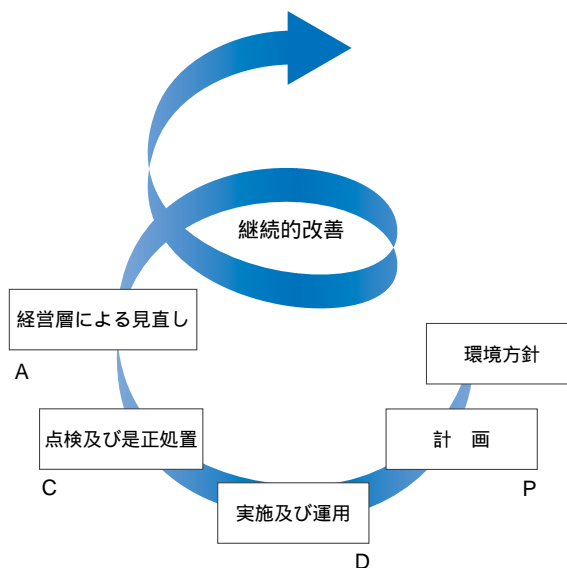 継続的改善
経営層による見直し
A
環境方針
点検及び是正処置
C
計　画
P
実施及び運用
D